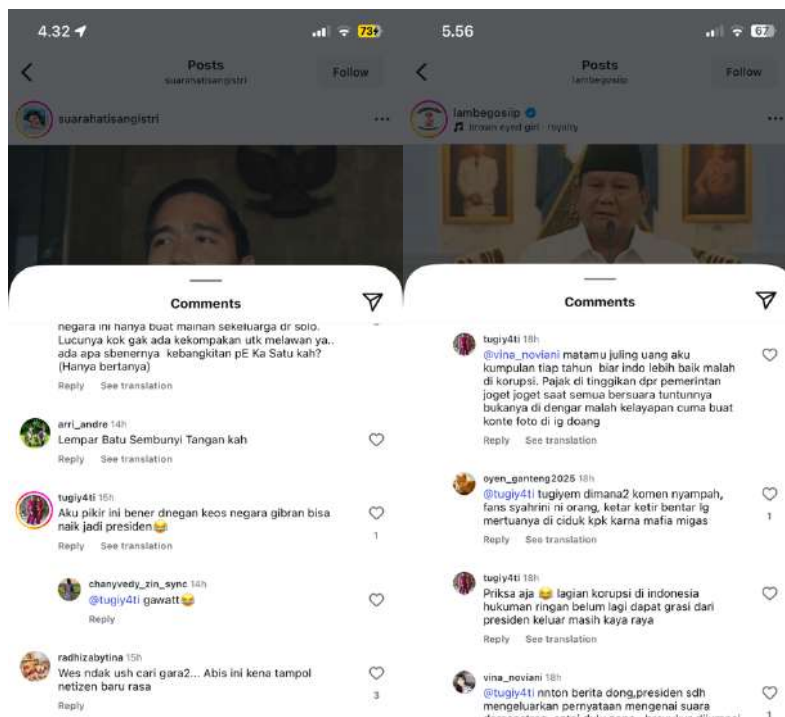 4.32
73
Posts
suarahatisangistri
Follow
suarahatisangistri
Comments
negara ini hanya buat mainan sekeluarga dr solo.
Lucunya kok gak ada kekompakan utk melawan ya..
ada apa sbenernya kebangkitan pE Ka Satu kah?
(Hanya bertanya)
Reply See translation
arri_andre 14h
Lempar Batu Sembunyi Tangan kah
Reply See translation
tugiy4ti 15h
Aku pikir ini bener dnegan keos negara gibran bisa
naik jadi presiden😂
1
Reply See translation
chanyvedy_zin_sync 14h
@tugiy4ti gawatt😂
Reply
radhizabytina 15h
Wes ndak ush cari gara2... Abis ini kena tampol
netizen baru rasa
3
Reply
5.56
67
Posts
lambegosiip
Follow
lambegosiip
brown eyed girl · royalty
Comments
tugiy4ti 18h
@vina_noviani matamu juling uang aku
kumpulan tiap tahun biar indo lebih baik malah
di korupsi. Pajak di tinggikan dpr pemerintan
joget joget saat semua bersuara tuntunnya
bukanya di dengar malah kelayapan cuma buat
konte foto di ig doang
Reply See translation
oyen_ganteng2025 18h
@tugiy4ti tugiyem dimana2 komen nyampah,
fans syahrini ni orang, ketar ketir bentar lg
mertuanya di ciduk kpk karna mafia migas
1
Reply See translation
tugiy4ti 18h
Priksa aja 😂 lagian korupsi di indonesia
hukuman ringan belum lagi dapat grasi dari
presiden keluar masih kaya raya
Reply See translation
vina_noviani 18h
@tugiy4ti nnton berita dong,presiden sdh
mengeluarkan pernyataan mengenai suara
1